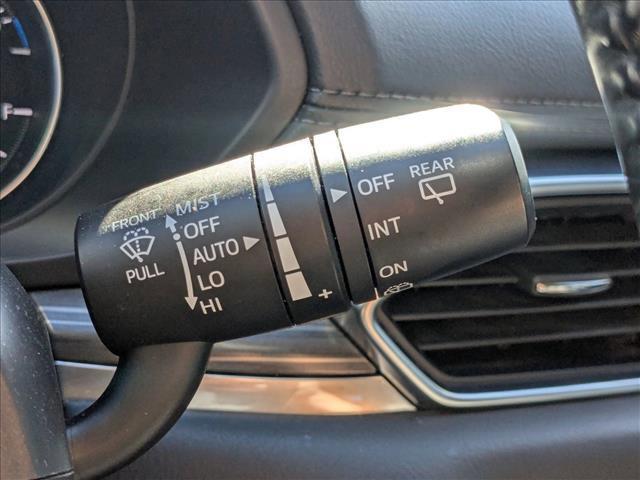 FRONT
PULL
MIST
OFF
AUTO
LO
HI
+
OFF
REAR
INT
ON
F